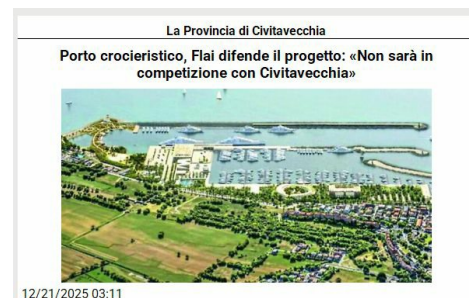 La Provincia di Civitavecchia
Porto crocieristico, Flai difende il progetto: «Non sarà in
competizione con Civitavecchia»
12/21/2025 03:11